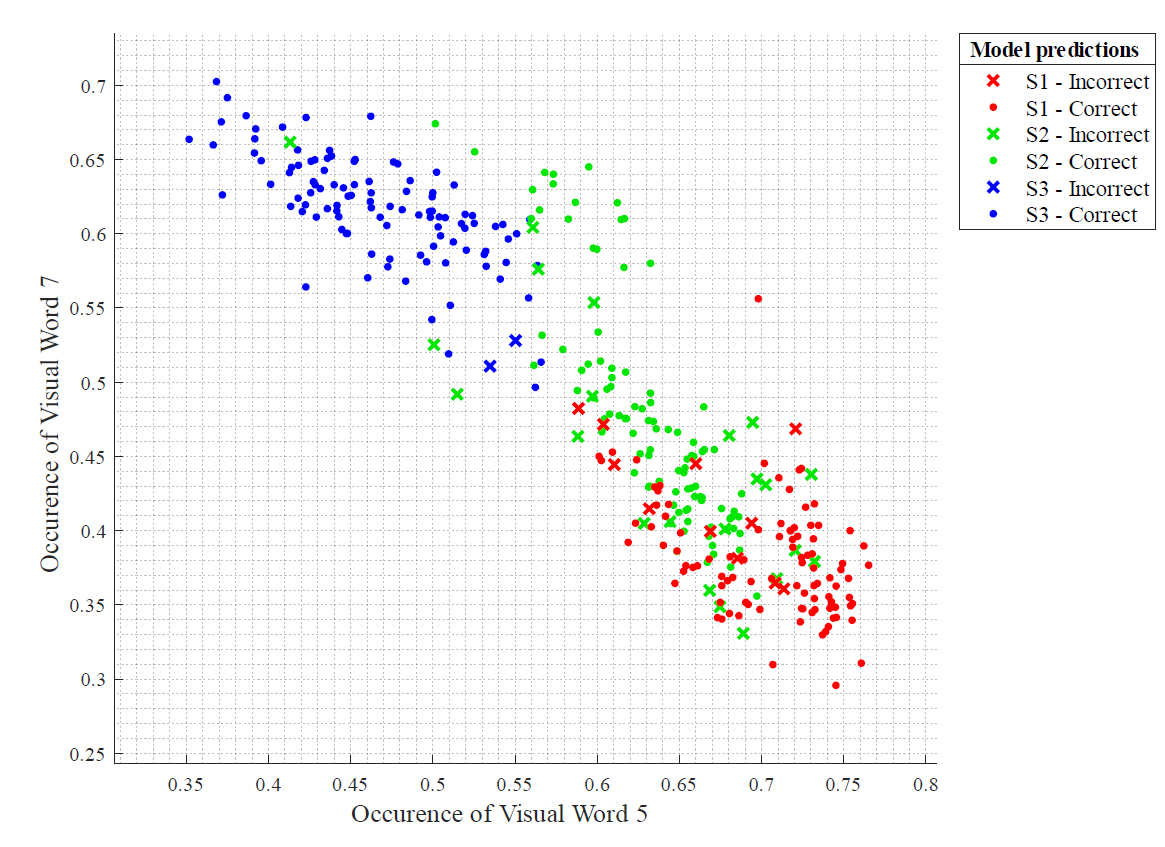 Model predictions
S1 - Incorrect
S1 - Correct
S2 - Incorrect
S2 - Correct
S3 - Incorrect
S3 - Correct
Occurence of Visual Word 7
0.7
0.65
0.6
0.55
0.5
0.45
0.4
0.35
0.3
0.25
0.35 0.4 0.45 0.5 0.55 0.6 0.65 0.7 0.75 0.8
Occurence of Visual Word 5